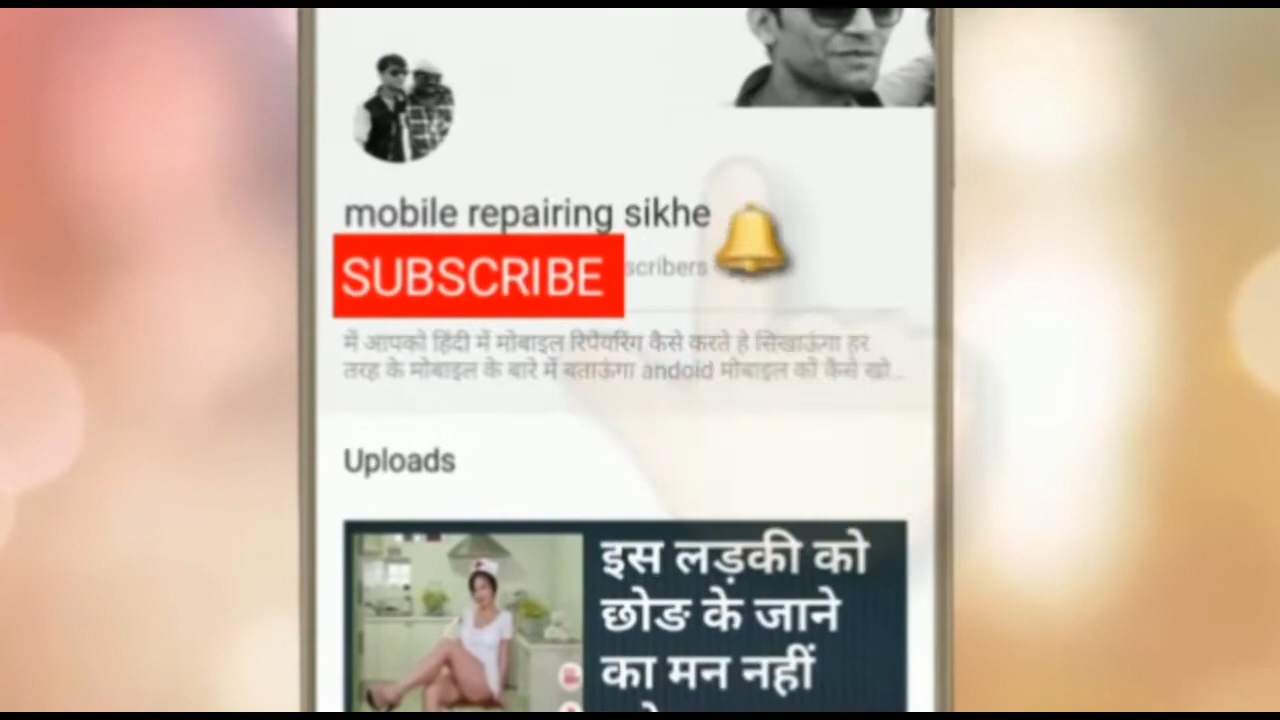 mobile repairing sikhe
SUBSCRIBE
scribers
में आपको हिंदी में मोबाइल रिपेयरिंग कैसे करते हे सिखाऊंगा हर
तरह के मोबाइल के बारे में बताऊंगा andoid मोबाइल को कैसे खो...
Uploads
इस लड़की को
छोङ के जाने
का मन नहीं